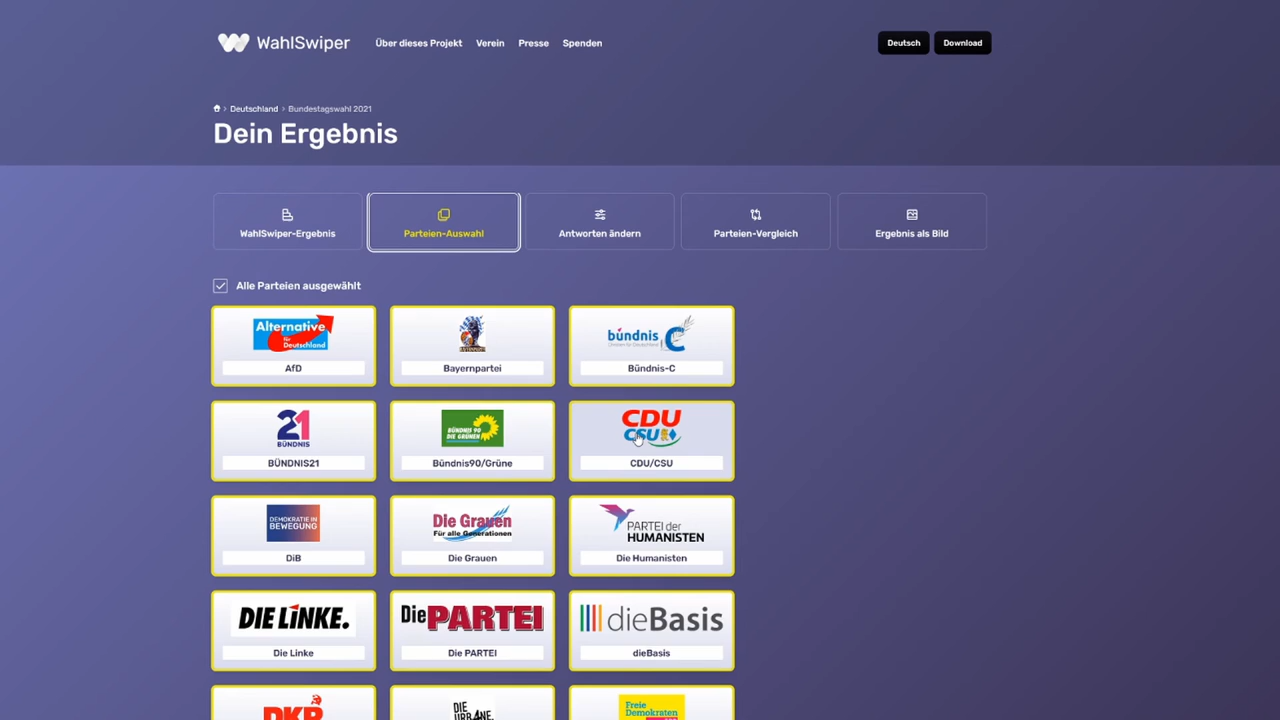 WahlSwiper
Über dieses Projekt
Verein
Presse
Spenden
Deutsch
Download
Deutschland > Bundestagswahl 2021
Dein Ergebnis
WahlSwiper-Ergebnis
Parteien-Auswahl
Antworten ändern
Parteien-Vergleich
Ergebnis als Bild
Alle Parteien ausgewählt
Alternative
für
Deutschland
AfD
Bayernpartei
bündnis C
Bündnis-C
21
BÜNDNIS
BÜNDNIS21
BÜNDNIS 90
DIE GRÜNEN
Bündnis90/Grüne
CDU
CSU
CDU/CSU
DEMOKRATIE IN
BEWEGUNG
DiB
Die Grauen
Für alle Generationen
Die Grauen
PARTEI der
HUMANISTEN
Die Humanisten
DIE LINKE.
Die Linke
Die PARTEI
Die PARTEI
dieBasis
dieBasis
DKP
DIE
URBANE.
Freie
Demokraten